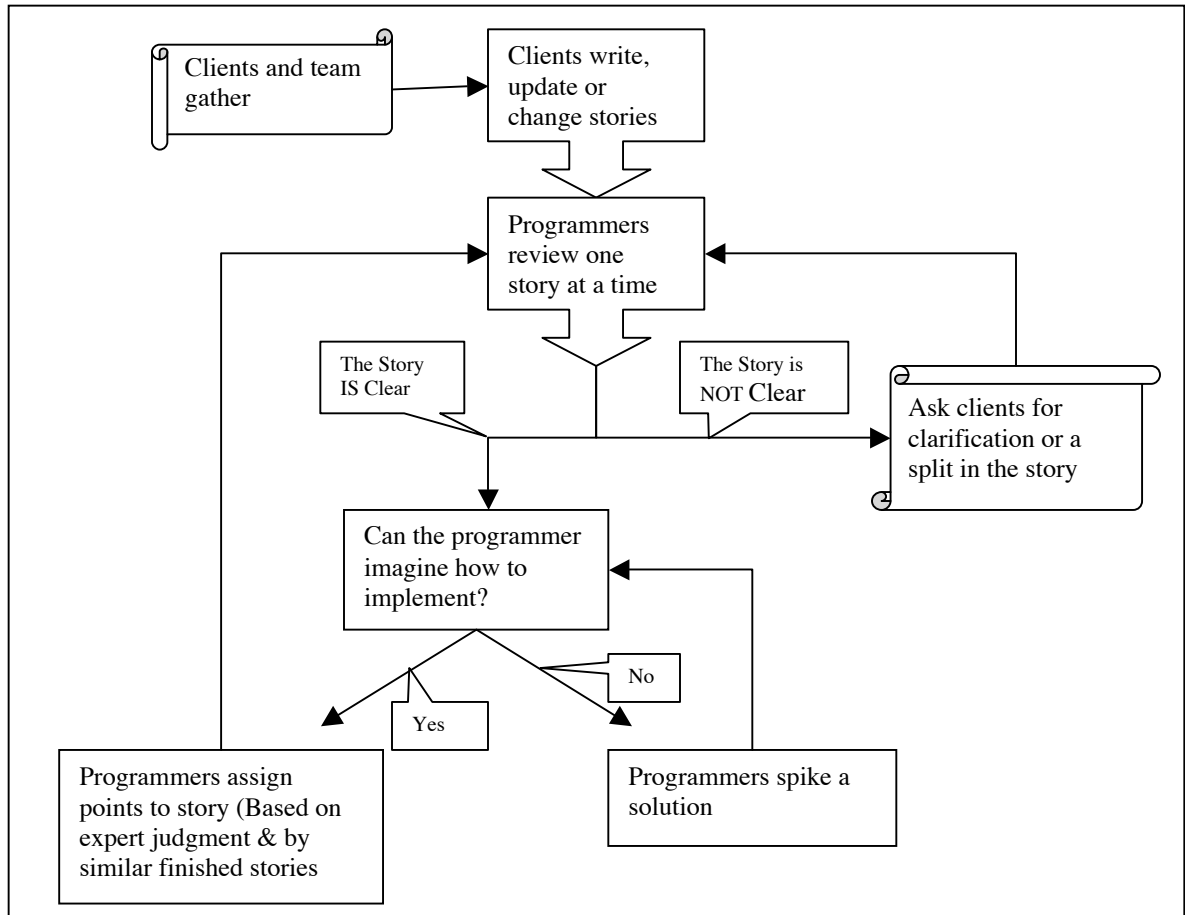 Clients and team
gather
Clients write,
update or
change stories
Programmers
review one
story at a time
The Story
IS Clear
The Story is
NOT Clear
Ask clients for
clarification or a
split in the story
Can the programmer
imagine how to
implement?
No
Yes
Programmers assign
points to story (Based on
expert judgment & by
similar finished stories
Programmers spike a
solution